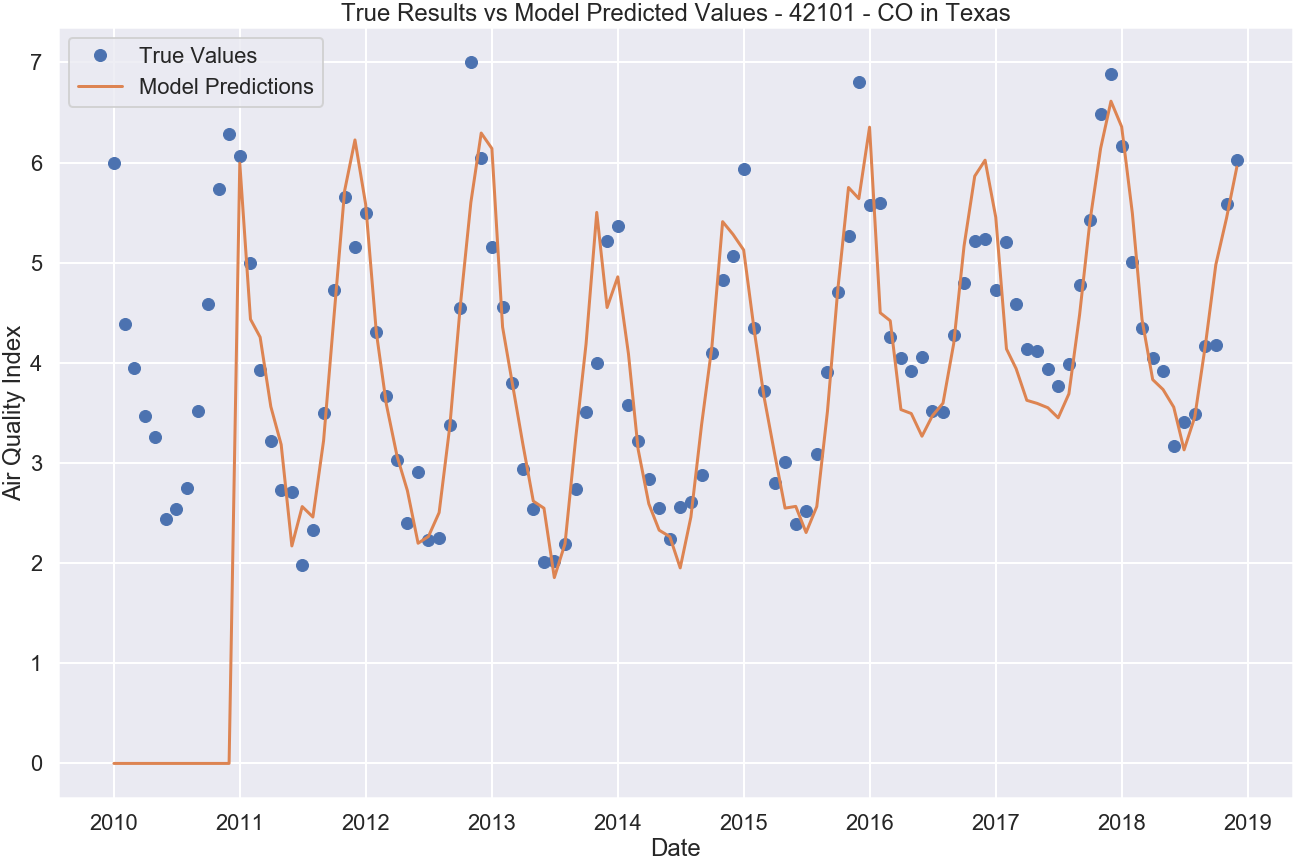 True Results vs Model Predicted Values - 42101 - CO in Texas
True Values
Model Predictions
Air Quality Index
7
6
5
4
3
2
1
0
2010 2011 2012 2013 2014 2015 2016 2017 2018 2019
Date